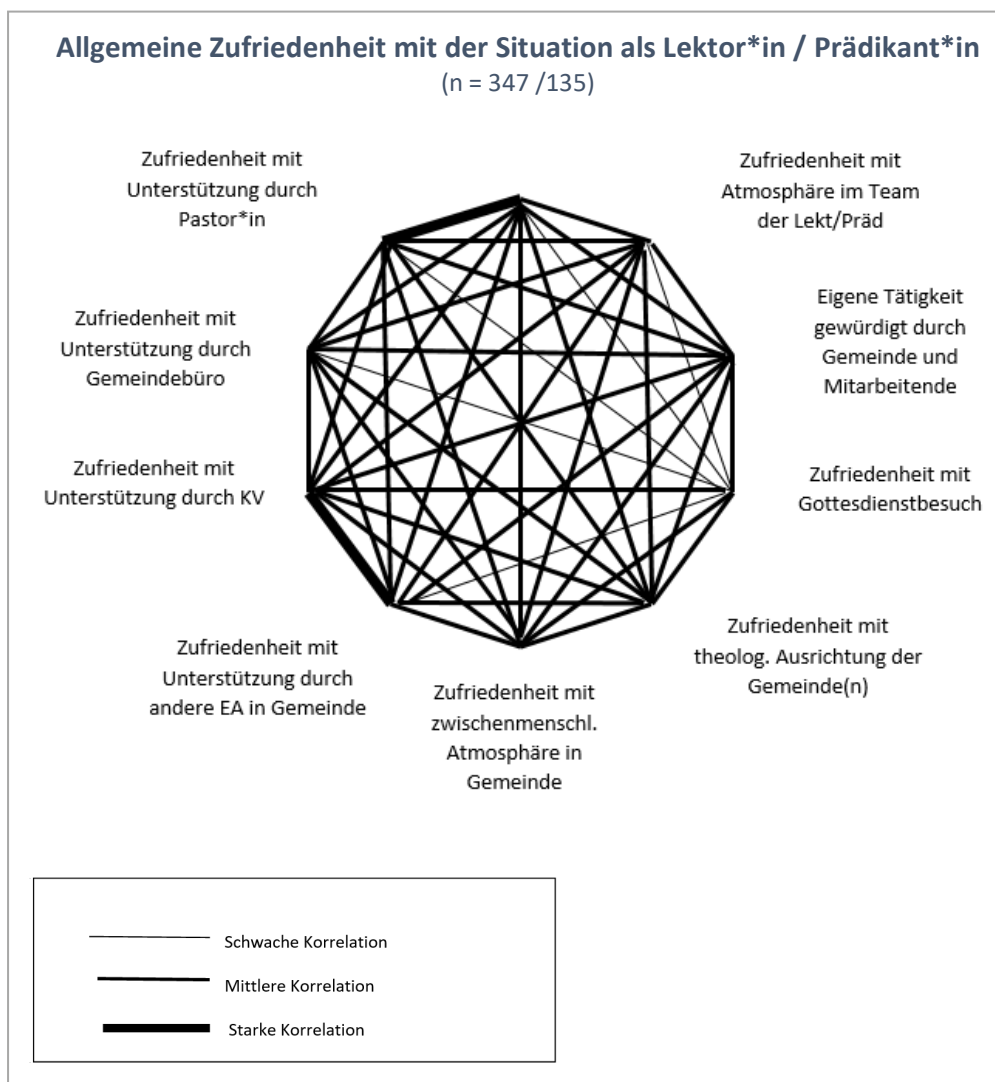 Allgemeine Zufriedenheit mit der Situation als Lektor*in / Prädikant*in
(n = 347 /135)
Zufriedenheit mit
Unterstützung durch
Pastor*in
Zufriedenheit mit
Atmosphäre im Team
der Lekt/Präd
Zufriedenheit mit
Unterstützung durch
Gemeindebüro
Eigene Tätigkeit
gewürdigt durch
Gemeinde und
Mitarbeitende
Zufriedenheit mit
Unterstützung durch KV
Zufriedenheit mit
Gottesdienstbesuch
Zufriedenheit mit
Unterstützung durch
andere EA in Gemeinde
Zufriedenheit mit
zwischenmenschl.
Atmosphäre in
Gemeinde
Zufriedenheit mit
theolog. Ausrichtung der
Gemeinde(n)
Schwache Korrelation
Mittlere Korrelation
Starke Korrelation